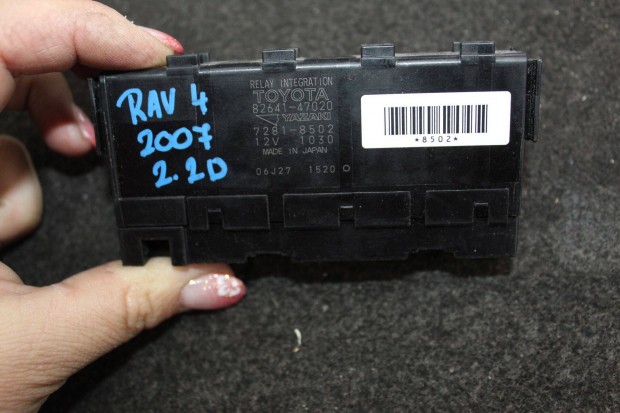 RAV 4
2007
2.2D
RELAY INTEGRATION
TOYOTA
82641-47020
YAZAKI
7281-8502
12V 1030
MADE IN JAPAN
06J27 1520
*8502*